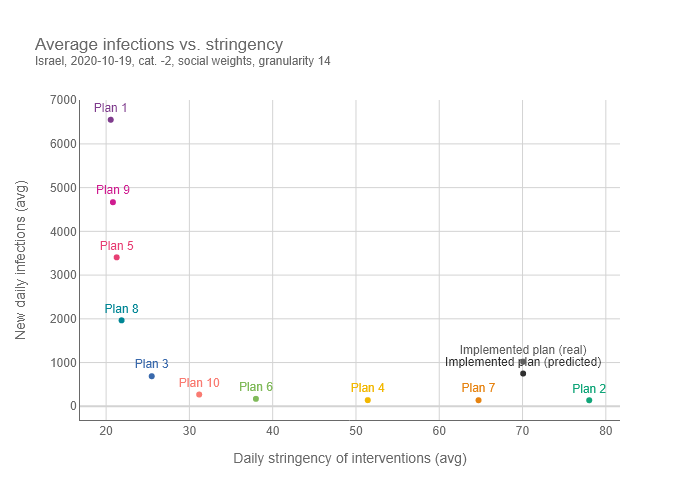 Average infections vs. stringency
Israel, 2020-10-19, cat. -2, social weights, granularity 14
7000
Plan 1
6000
5000
Plan 9
4000
Plan 5
3000
Plan 8
2000
Implemented plan (real)
1000
Implemented plan (predicted)
Plan 3
Plan 10
Plan 6
Plan 4
Plan 7
Plan 2
0
20
30
40
50
60
70
80
New daily infections (avg)
Daily stringency of interventions (avg)